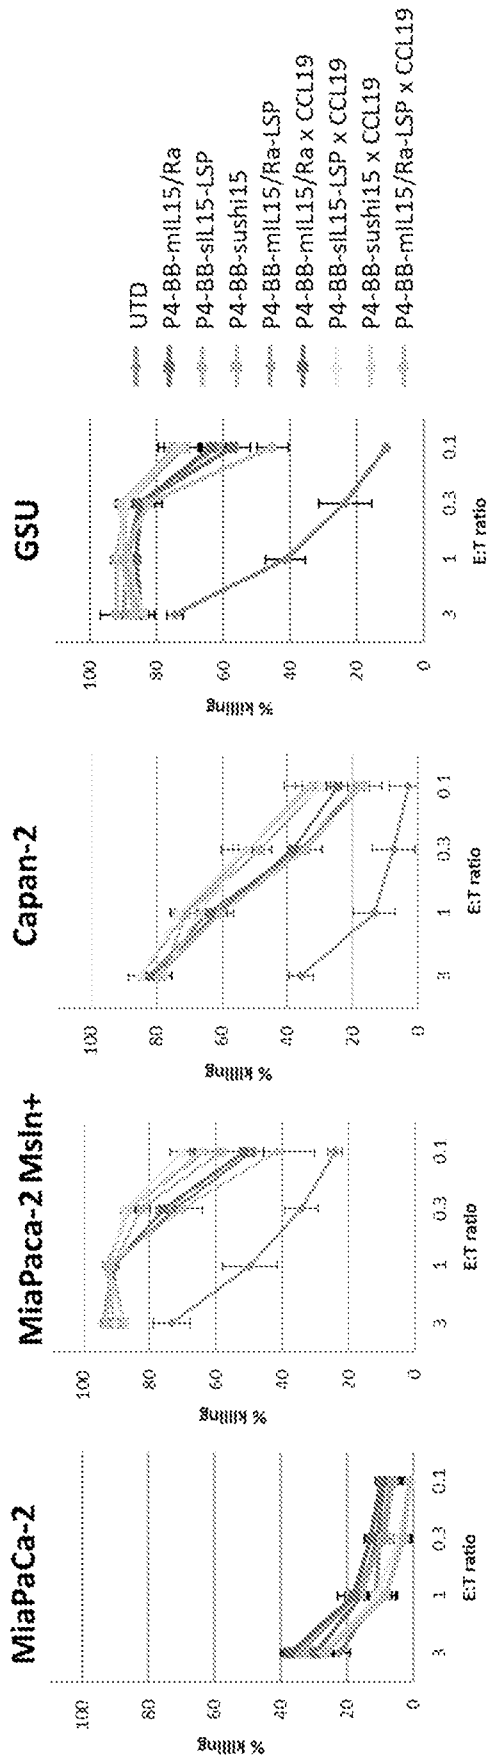 MiaPaCa-2
% killing
100
80
60
40
20
0
3
1
0.3
0.1
E:T ratio
MiaPaca-2 Msln+
% killing
100
80
60
40
20
0
3
1
0.3
0.1
E:T ratio
Capan-2
% killing
100
80
60
40
20
0
3
1
0.3
0.1
E:T ratio
GSU
% killing
100
80
60
40
20
0
3
1
0.3
0.1
E:T ratio
UTD
P4-BB-mIL15/Ra
P4-BB-sIL15-LSP
P4-BB-sushi15
P4-BB-mIL15/Ra-LSP
P4-BB-mIL15/Ra x CCL19
P4-BB-sIL15-LSP x CCL19
P4-BB-sushi15 x CCL19
P4-BB-mIL15/Ra-LSP x CCL19